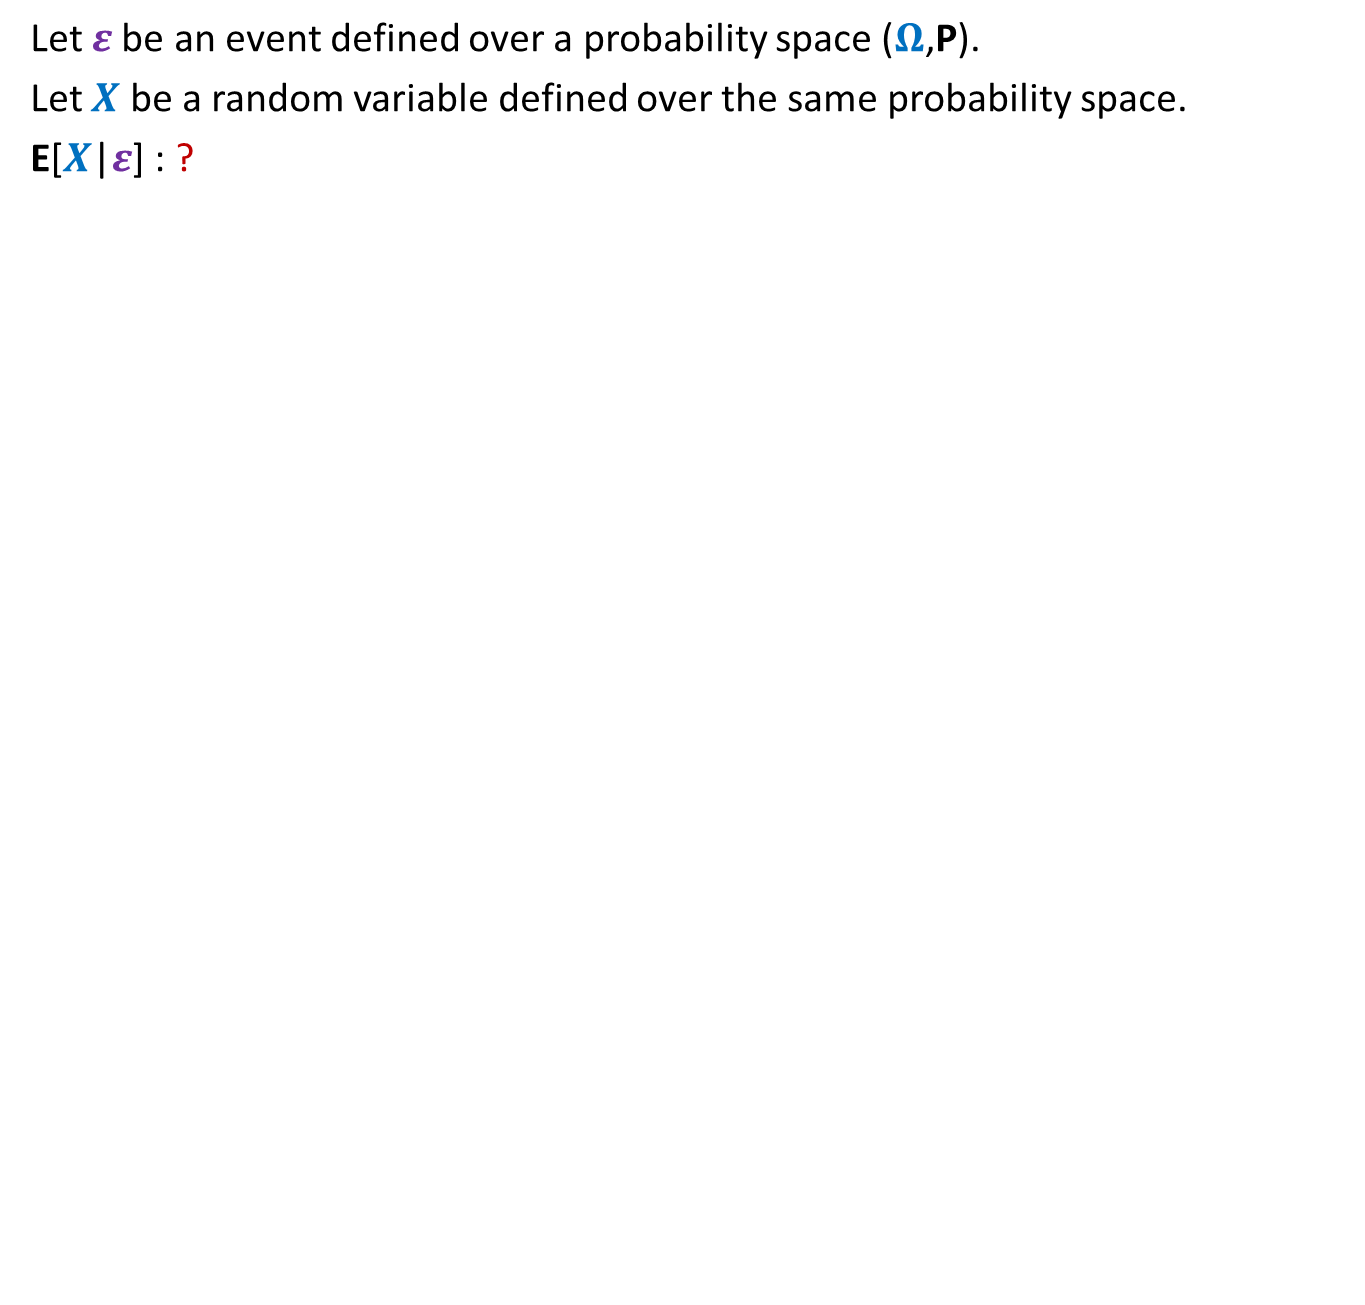 Let ε be an event defined over a probability space (Ω,P).
Let X be a random variable defined over the same probability space.
E[X|ε] : ?